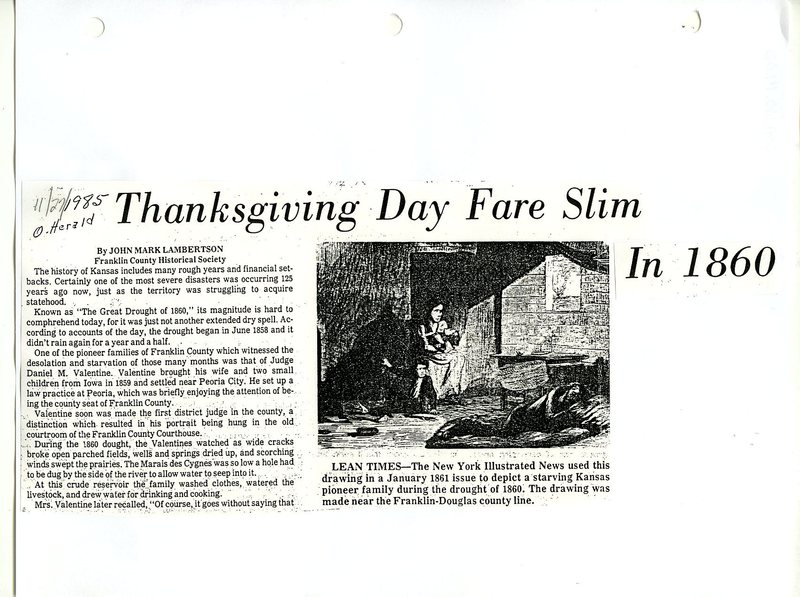 11/27/1985
O. Herald
Thanksgiving Day Fare Slim
In 1860
By JOHN MARK LAMBERTSON
Franklin County Historical Society
The history of Kansas includes many rough years and financial set-
backs. Certainly one of the most severe disasters was occurring 125
years ago now, just as the territory was struggling to acquire
statehood.
Known as "The Great Drought of 1860," its magnitude is hard to
comphrehend today, for it was just not another extended dry spell. Ac-
cording to accounts of the day, the drought began in June 1858 and it
didn't rain again for a year and a half.
One of the pioneer families of Franklin County which witnessed the
desolation and starvation of those many months was that of Judge
Daniel M. Valentine. Valentine brought his wife and two small
children from Iowa in 1859 and settled near Peoria City. He set up a
law practice at Peoria, which was briefly enjoying the attention of be-
ing the county seat of Franklin County.
Valentine soon was made the first district judge in the county, a
distinction which resulted in his portrait being hung in the old
courtroom of the Franklin County Courthouse.
During the 1860 dought, the Valentines watched as wide cracks
broke open parched fields, wells and springs dried up, and scorching
winds swept the prairies. The Marais des Cygnes was so low a hole had
to be dug by the side of the river to allow water to seep into it.
At this crude reservoir the family washed clothes, watered the
livestock, and drew water for drinking and cooking.
Mrs. Valentine later recalled, "Of course, it goes without saying that
LEAN TIMES—The New York Illustrated News used this
drawing in a January 1861 issue to depict a starving Kansas
pioneer family during the drought of 1860. The drawing was
made near the Franklin-Douglas county line.